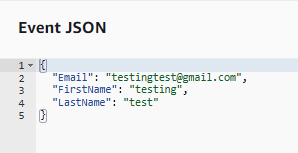 Event JSON
1 {
2 "Email": "testingtest@gmail.com",
3 "FirstName": "testing",
4 "LastName": "test"
5 }